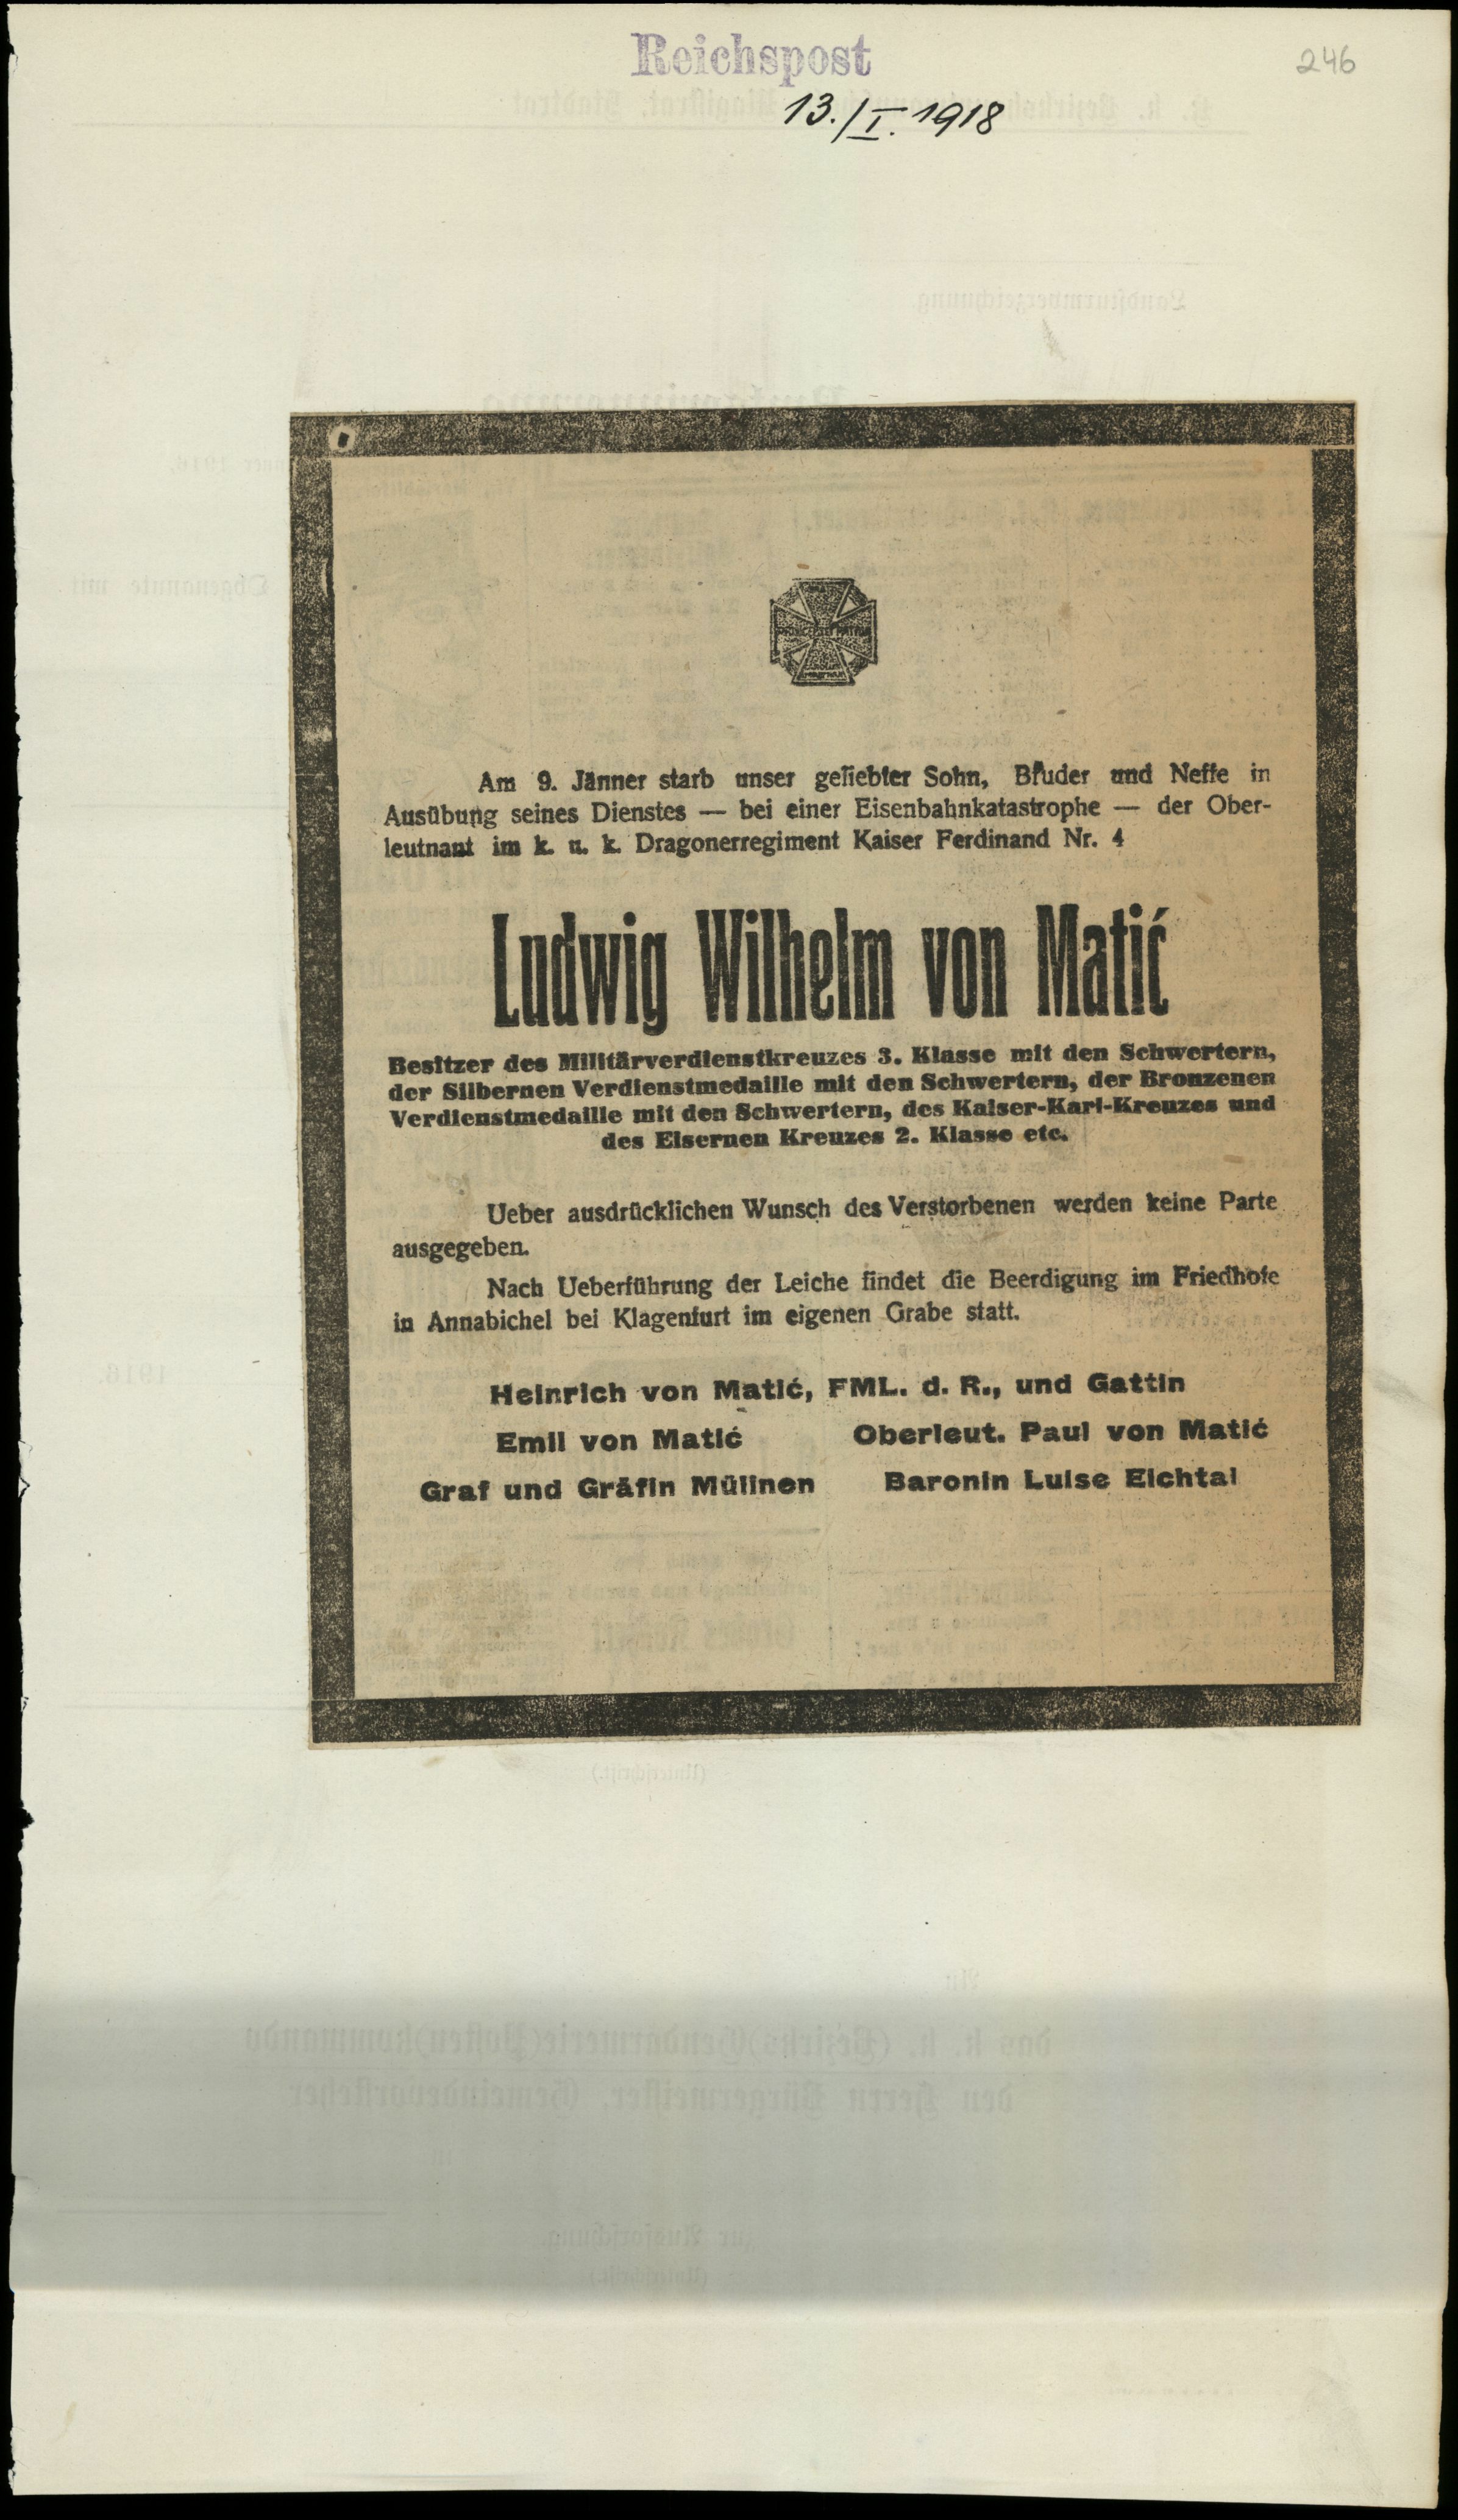 Reichspost
246
13./I. 1918
Am 9. Jänner starb unser geliebter Sohn, Bruder und Neffe in
Ausübung seines Dienstes — bei einer Eisenbahnkatastrophe — der Ober-
leutnant im k. u. k. Dragonerregiment Kaiser Ferdinand Nr. 4
Ludwig Wilhelm von Matić
Besitzer des Militärverdienstkreuzes 3. Klasse mit den Schwertern,
der Silbernen Verdienstmedaille mit den Schwertern, der Bronzenen
Verdienstmedaille mit den Schwertern, des Kaiser-Karl-Kreuzes und
des Eisernen Kreuzes 2. Klasse etc.
Ueber ausdrücklichen Wunsch des Verstorbenen werden keine Parte
ausgegeben.
Nach Ueberführung der Leiche findet die Beerdigung im Friedhofe
in Annabichel bei Klagenfurt im eigenen Grabe statt.
Heinrich von Matić, FML. d. R., und Gattin
Emil von Matić Oberleut. Paul von Matić
Graf und Gräfin Mülinen Baronin Luise Eichtal